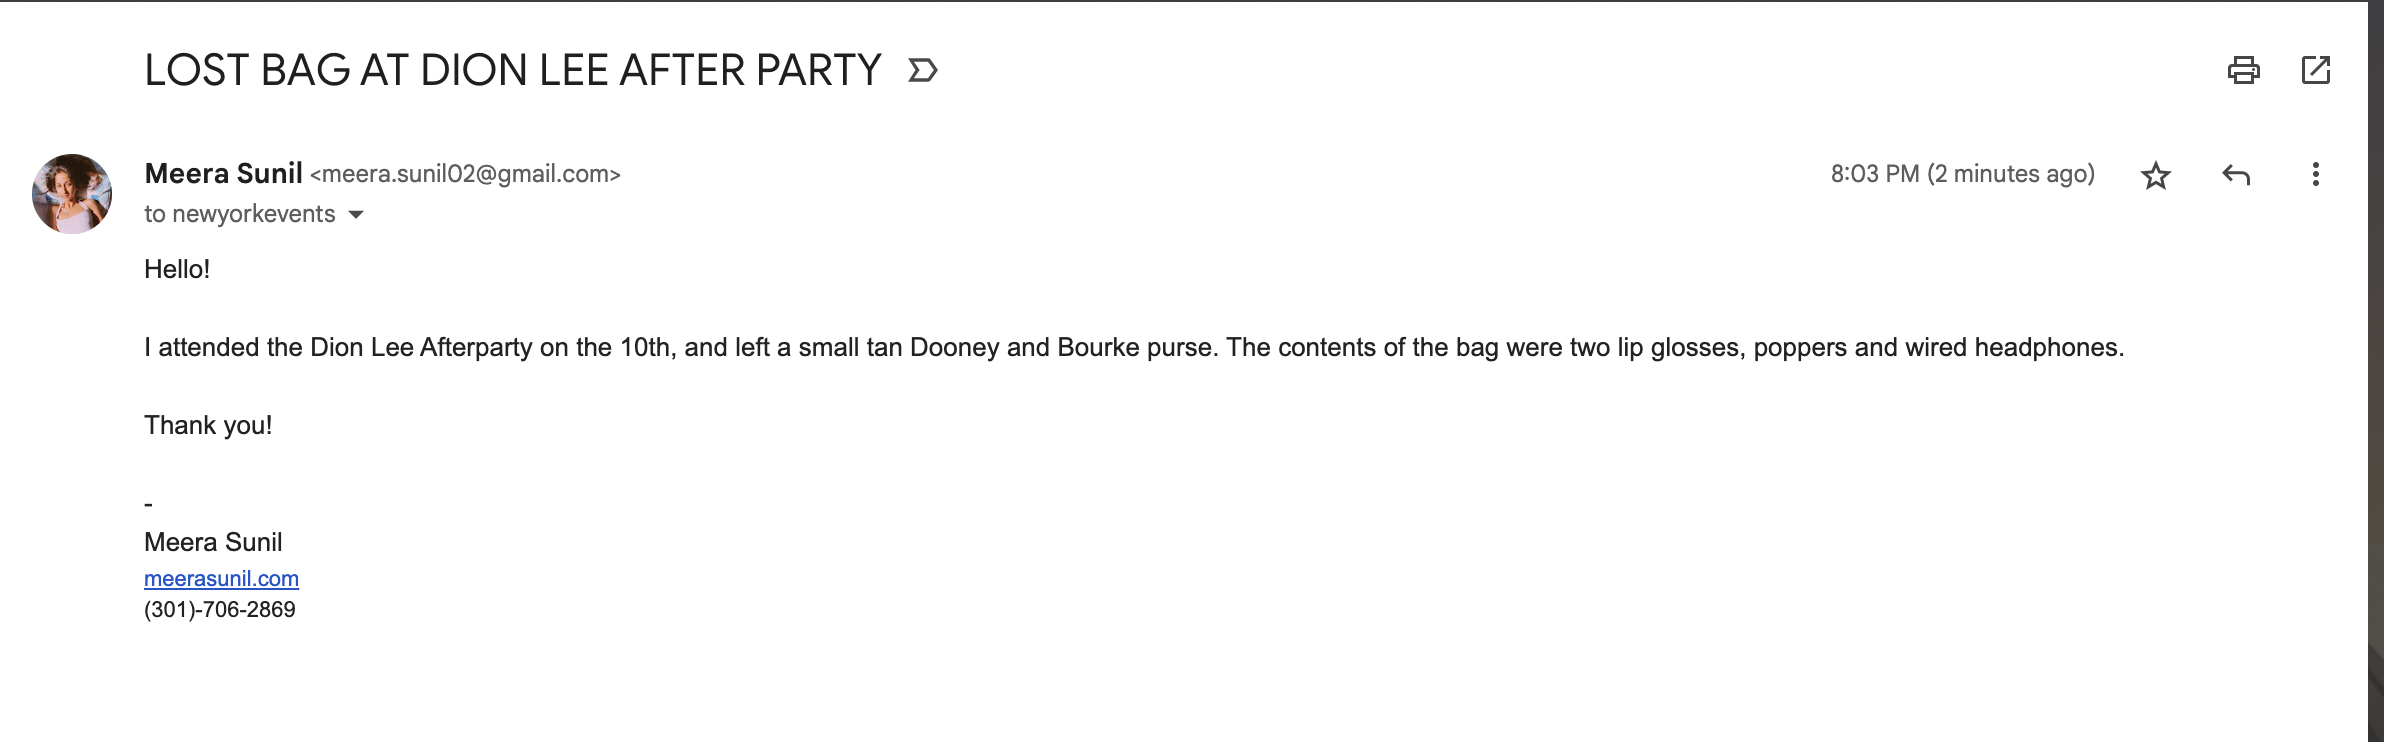 LOST BAG AT DION LEE AFTER PARTY
Meera Sunil <meera.sunil02@gmail.com>
8:03 PM (2 minutes ago)
to newyorkevents
Hello!
I attended the Dion Lee Afterparty on the 10th, and left a small tan Dooney and Bourke purse. The contents of the bag were two lip glosses, poppers and wired headphones.
Thank you!
-
Meera Sunil
meerasunil.com
(301)-706-2869